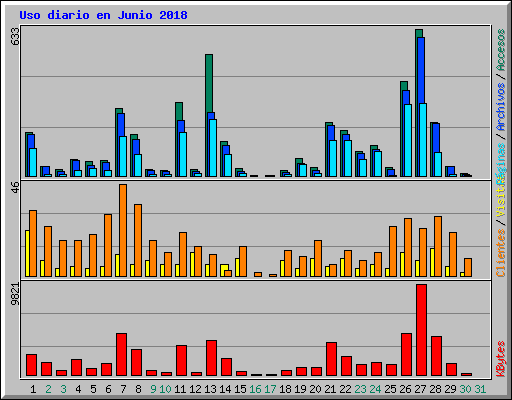 Uso diario en Junio 2018
633
46
9821
Accesos
/ Archivos /
Páginas
Visitas
Clientes /
KBytes
1 2 3 4 5 6 7 8 9 10 11 12 13 14 15 16 17 18 19 20 21 22 23 24 25 26 27 28 29 30 31